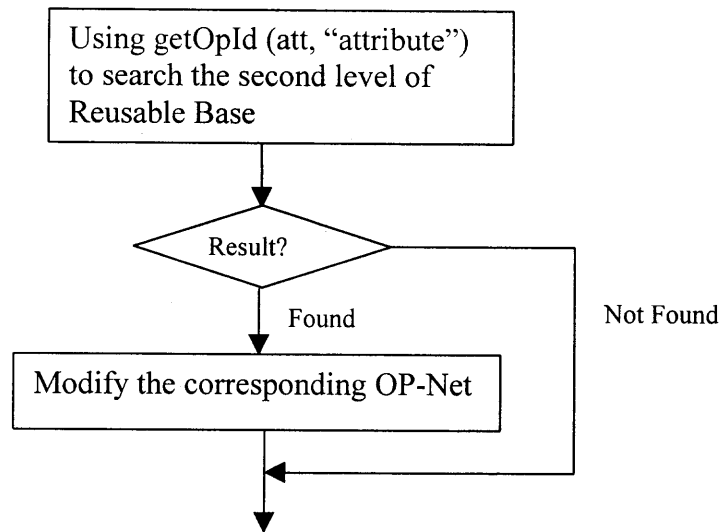 Using getOpId (att, “attribute”)
to search the second level of
Reusable Base
Result?
Found
Not Found
Modify the corresponding OP-Net